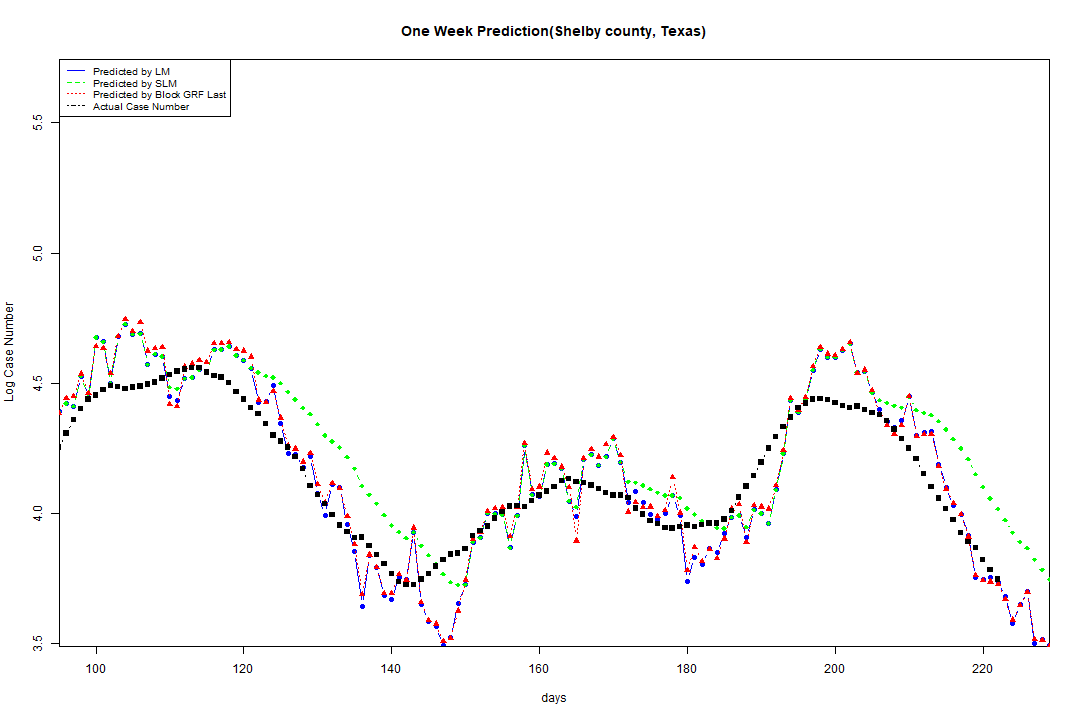 One Week Prediction(Shelby county, Texas)
Predicted by LM
Predicted by SLM
Predicted by Block GRF Last
Actual Case Number
Log Case Number
5.5
5.0
4.5
4.0
3.5
100 120 140 160 180 200 220
days